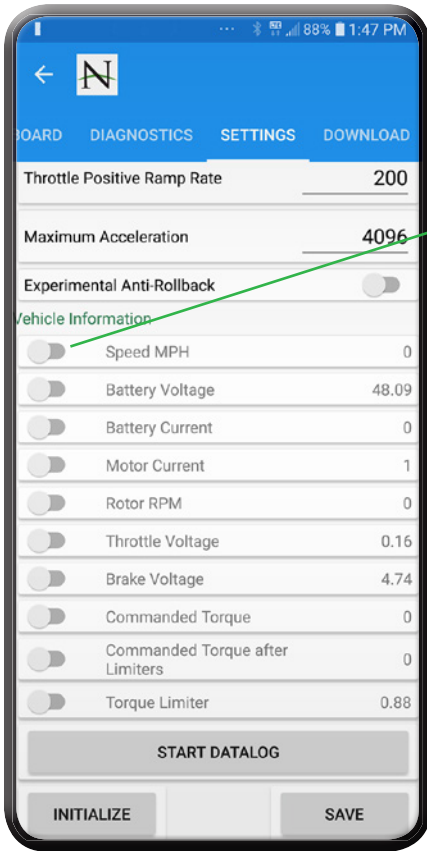 88% 1:47 PM
N
BOARD DIAGNOSTICS SETTINGS DOWNLOAD
Throttle Positive Ramp Rate 200
Maximum Acceleration 4096
Experimental Anti-Rollback
Vehicle Information
Speed MPH 0
Battery Voltage 48.09
Battery Current 0
Motor Current 1
Rotor RPM 0
Throttle Voltage 0.16
Brake Voltage 4.74
Commanded Torque 0
Commanded Torque after
Limiters 0
Torque Limiter 0.88
START DATALOG
INITIALIZE SAVE